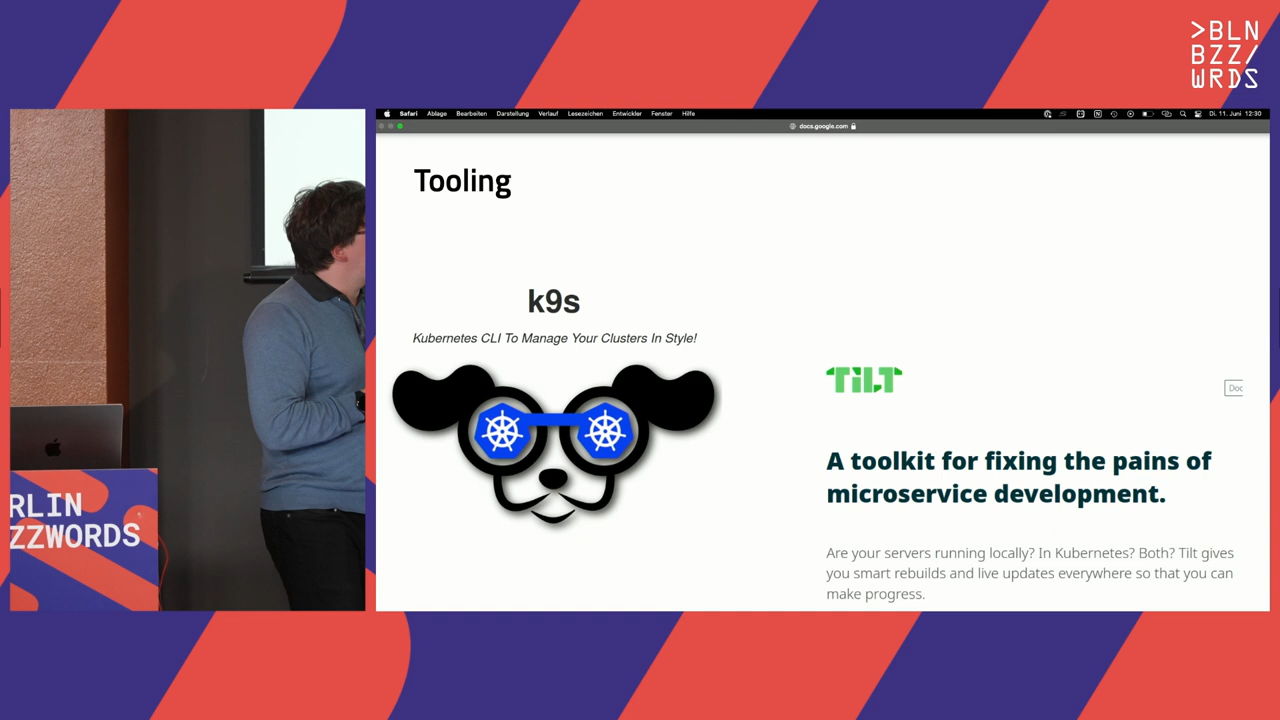 >BLN
BZZ/
WRDS
Safari Ablage Bearbeiten Darstellung Verlauf Lesezeichen Entwickler Fenster Hilfe Di. 11. Juni 12:30
docs.google.com
Tooling
k9s
Kubernetes CLI To Manage Your Clusters In Style!
TiLT
Doc
A toolkit for fixing the pains of
microservice development.
Are your servers running locally? In Kubernetes? Both? Tilt gives
you smart rebuilds and live updates everywhere so that you can
make progress.
RLIN
ZZWORDS